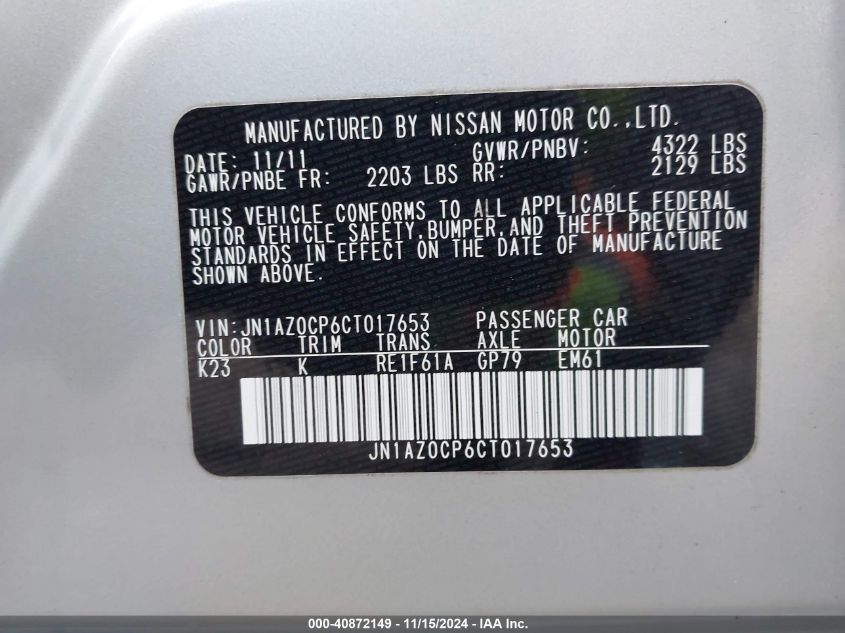 MANUFACTURED BY NISSAN MOTOR CO.,LTD.
DATE: 11/11 GVWR/PNBV: 4322 LBS
GAWR/PNBE FR: 2203 LBS RR: 2129 LBS
THIS VEHICLE CONFORMS TO ALL APPLICABLE FEDERAL
MOTOR VEHICLE SAFETY,BUMPER,AND THEFT PREVENTION
STANDARDS IN EFFECT ON THE DATE OF MANUFACTURE
SHOWN ABOVE.
VIN:JN1AZ0CP6CT017653 PASSENGER CAR
COLOR TRIM TRANS AXLE MOTOR
K23 K RE1F61A GP79 EM61
JN1AZ0CP6CT017653
000-40872149 - 11/15/2024 - IAA Inc.